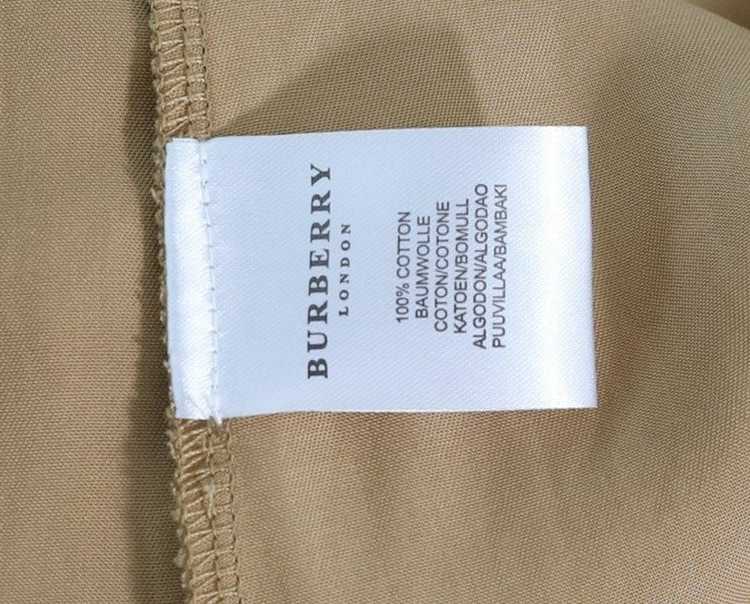 BURBERRY
LONDON
100% COTTON
BAUMWOLLE
COTON/COTONE
KATOEN/BOMULL
ALGODON/ALGODAO
PUUVILLAA/BAMBAKI